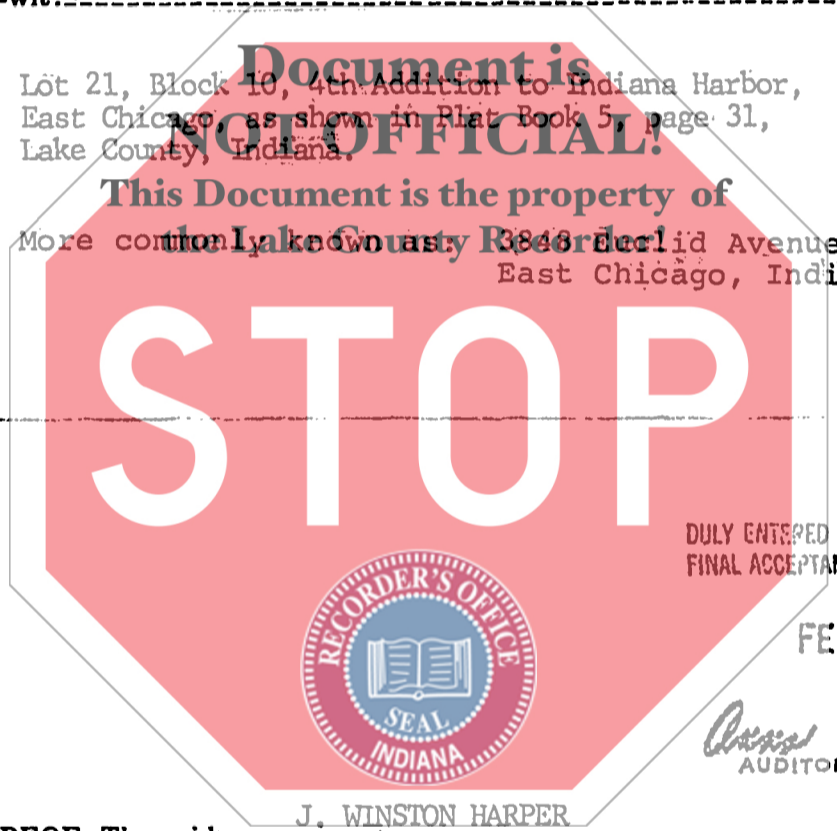 Document is
Lot 21, Block 10, 4th Addition to Indiana Harbor,
East Chicago, as shown in Plat Book 5, page 31,
NOT OFFICIAL!
Lake County, Indiana.
This Document is the property of
the Lake County Recorder!
More commonly known as: 3848 Euclid Avenue
East Chicago, Indi
STOP
DULY ENTERED
FINAL ACCEPTAN
FE
RECORDER'S OFFICE
SEAL
INDIANA
AUDITO
J. WINSTON HARPER